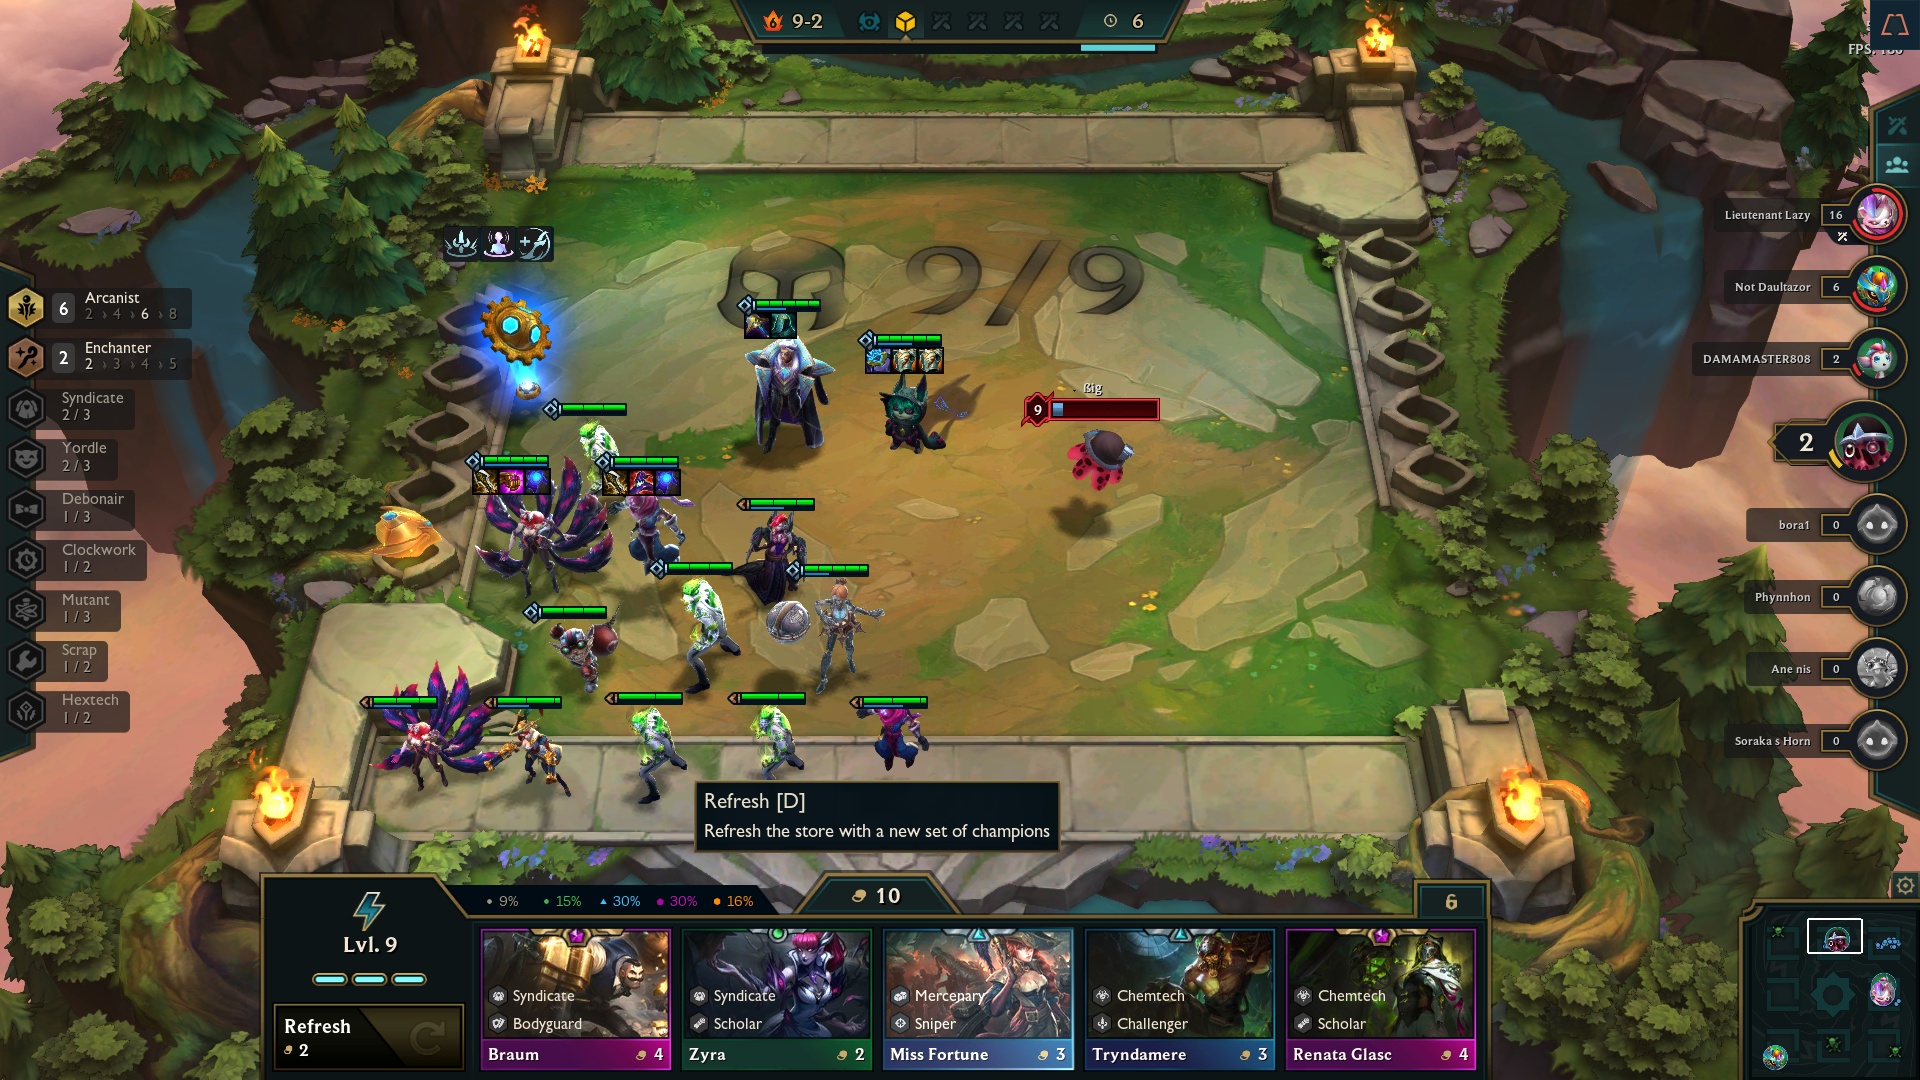 9-2
6
FPS:
Lieutenant Lazy
16
Not Daultazor
6
DAMAMASTER808
2
2
bora1
0
Phynnhon
0
Ane nis
0
Soraka s Horn
0
6
Arcanist
2 › 4 › 6 › 8
2
Enchanter
2 › 3 › 4 › 5
Syndicate
2 / 3
Yordle
2 / 3
Debonair
1 / 3
Clockwork
1 / 2
Mutant
1 / 3
Scrap
1 / 2
Hextech
1 / 2
9/9
Big
9
Refresh [D]
Refresh the store with a new set of champions
9% 15% 30% 30% 16%
10
6
Lvl. 9
Refresh
2
Syndicate
Bodyguard
Braum 4
Syndicate
Scholar
Zyra 2
Mercenary
Sniper
Miss Fortune 3
Chemtech
Challenger
Tryndamere 3
Chemtech
Scholar
Renata Glasc 4